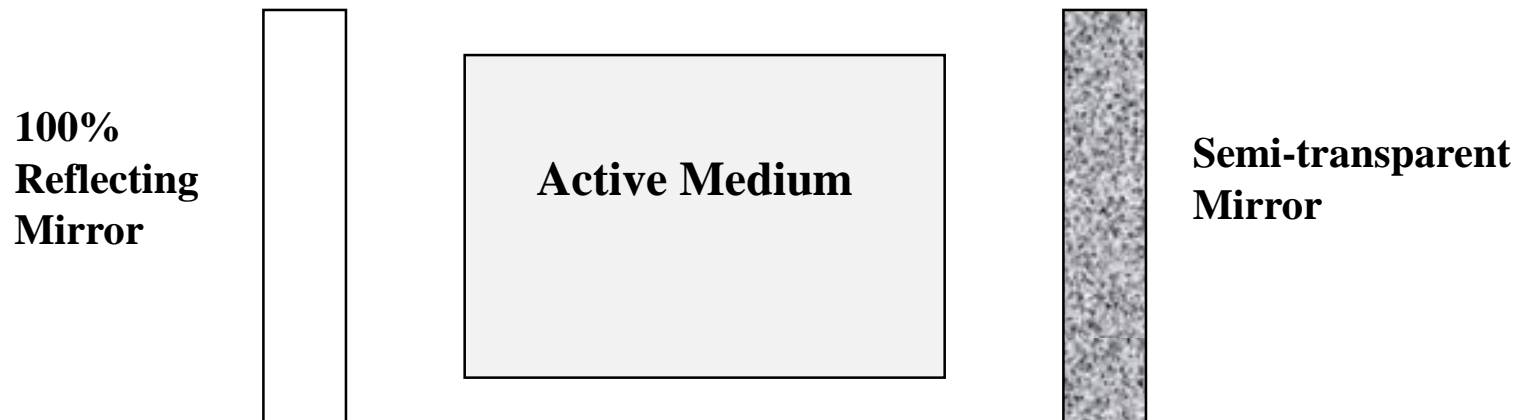 100%
Reflecting
Mirror
Active Medium
Semi-transparent
Mirror